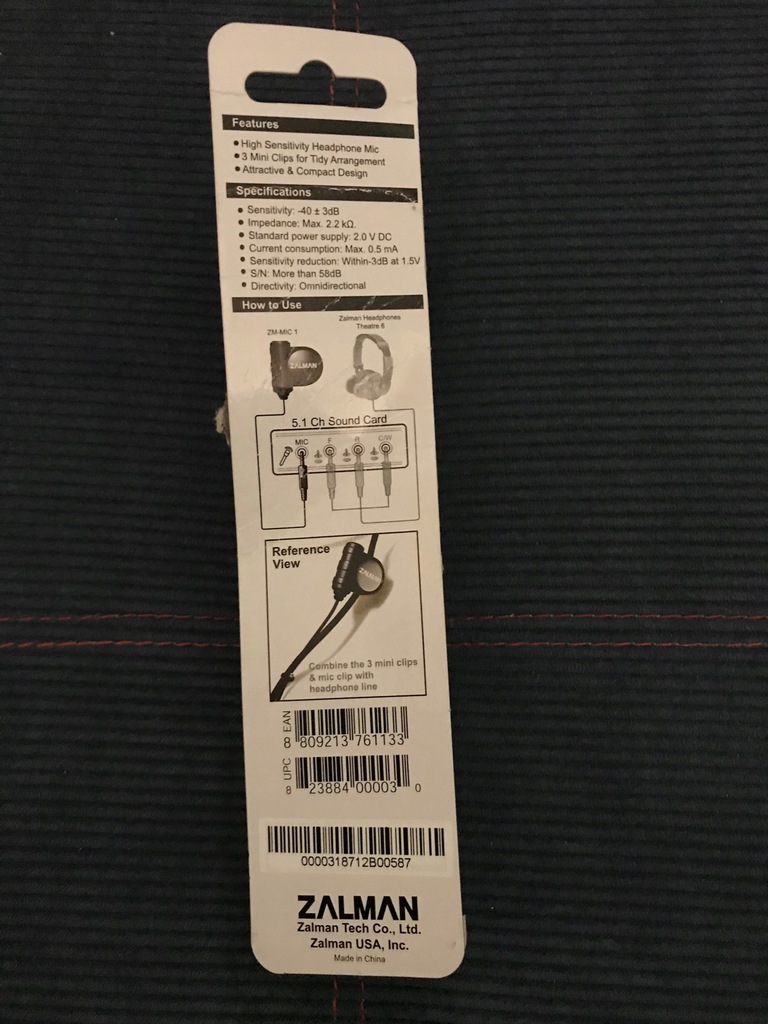 Features
• High Sensitivity Headphone Mic
• 3 Mini Clips for Tidy Arrangement
• Attractive & Compact Design
Specifications
• Sensitivity: -40 ± 3dB
• Impedance: Max. 2.2 kΩ.
• Standard power supply: 2.0 V DC
• Current consumption: Max. 0.5 mA
• Sensitivity reduction: Within-3dB at 1.5V
• S/N: More than 58dB
• Directivity: Omnidirectional
How to Use
ZM-MIC 1
Zalman Headphones
Theatre 6
ZALMAN
5.1 Ch Sound Card
MIC F R C/W
Reference
View
ZALMAN
Combine the 3 mini clips
& mic clip with
headphone line
EAN
8 809213 761133
UPC
8 23884 00003 0
0000318712B00587
ZALMAN
Zalman Tech Co., Ltd.
Zalman USA, Inc.
Made in China